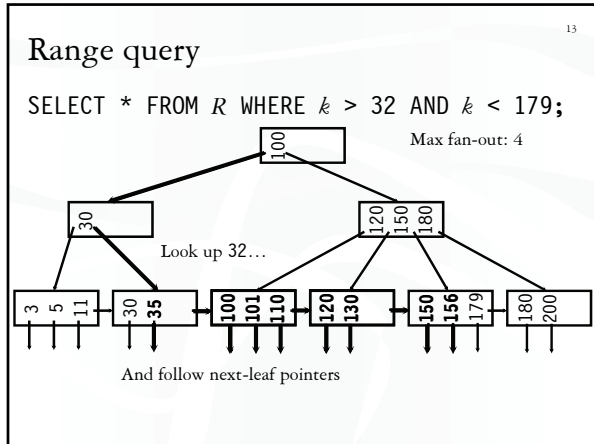 13
Range query
SELECT * FROM R WHERE k > 32 AND k < 179;
Max fan-out: 4
100
30
120 150 180
Look up 32…
3 5 11 30 35 100 101 110 120 130 150 156 179 180 200
And follow next-leaf pointers